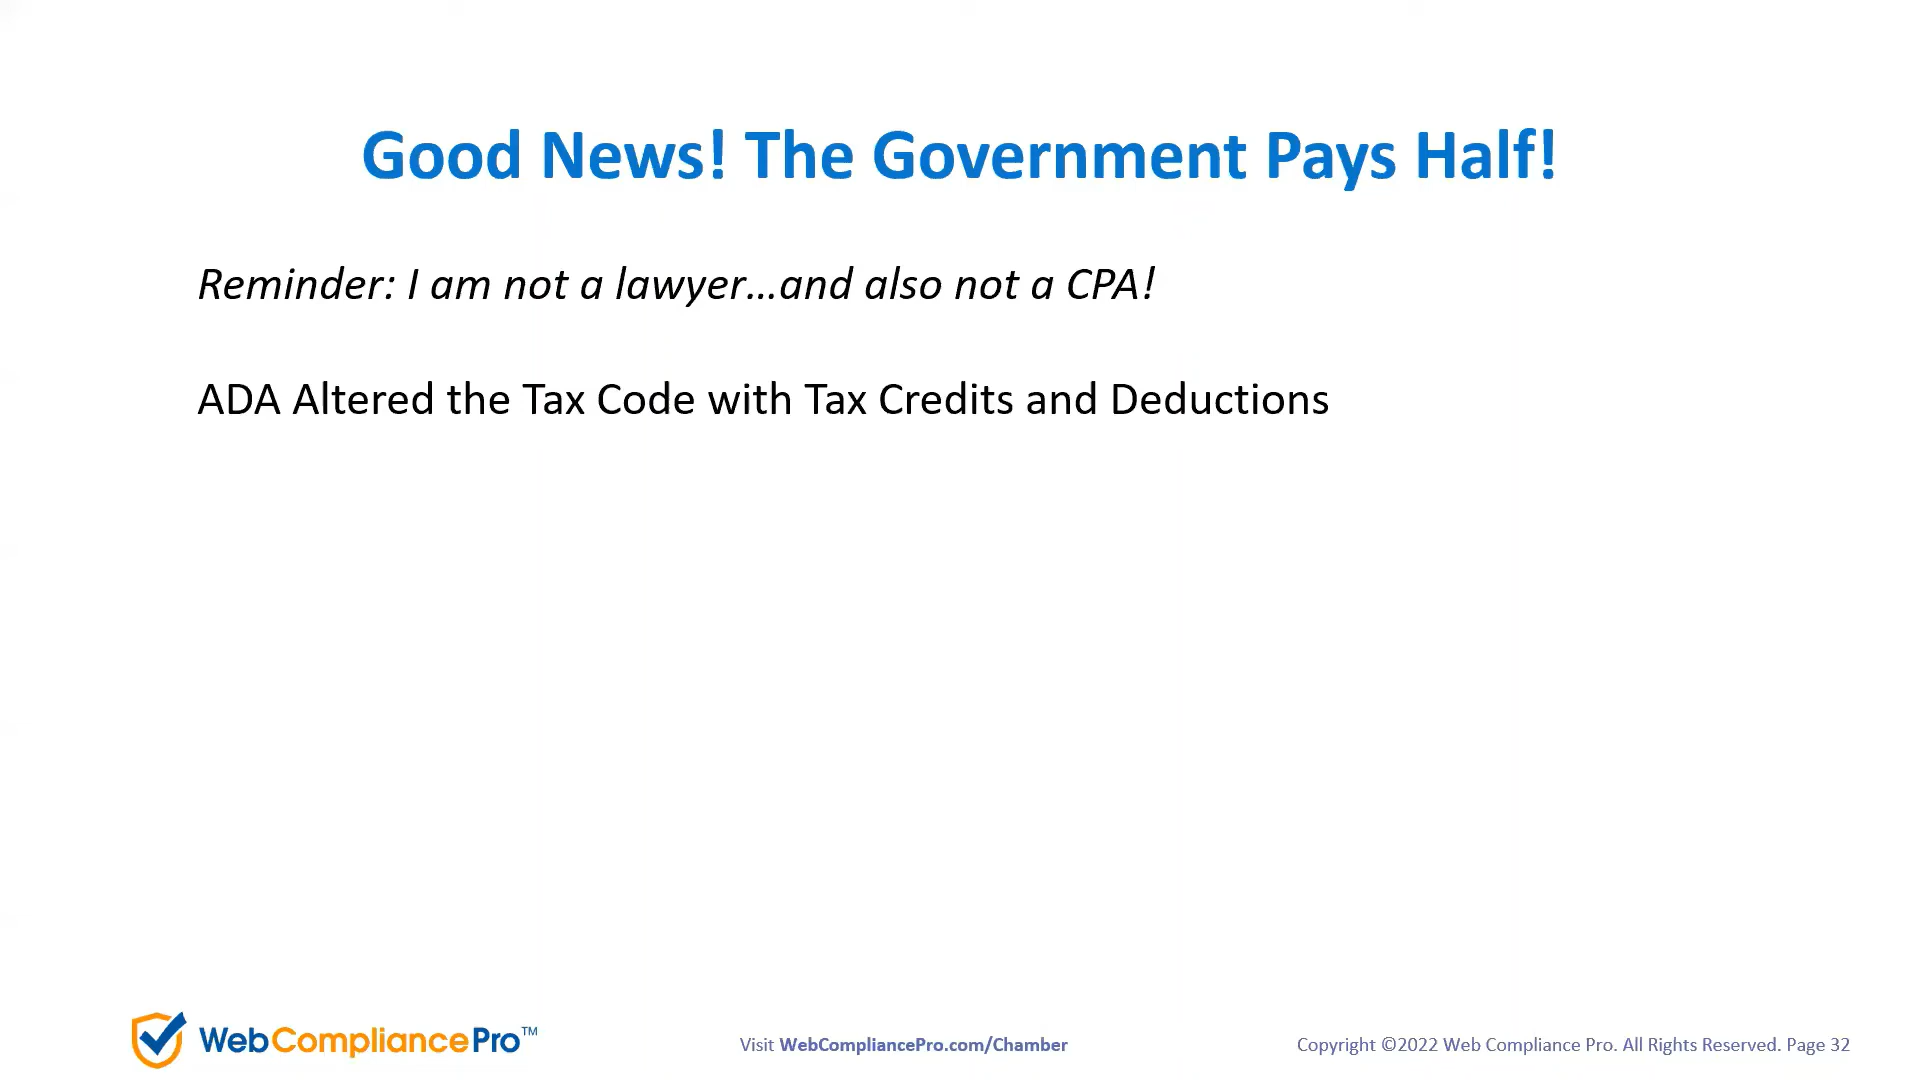 Good News! The Government Pays Half!
Reminder: I am not a lawyer...and also not a CPA!
ADA Altered the Tax Code with Tax Credits and Deductions
WebCompliancePro™
Visit WebCompliancePro.com/Chamber
Copyright ©2022 Web Compliance Pro. All Rights Reserved. Page 32